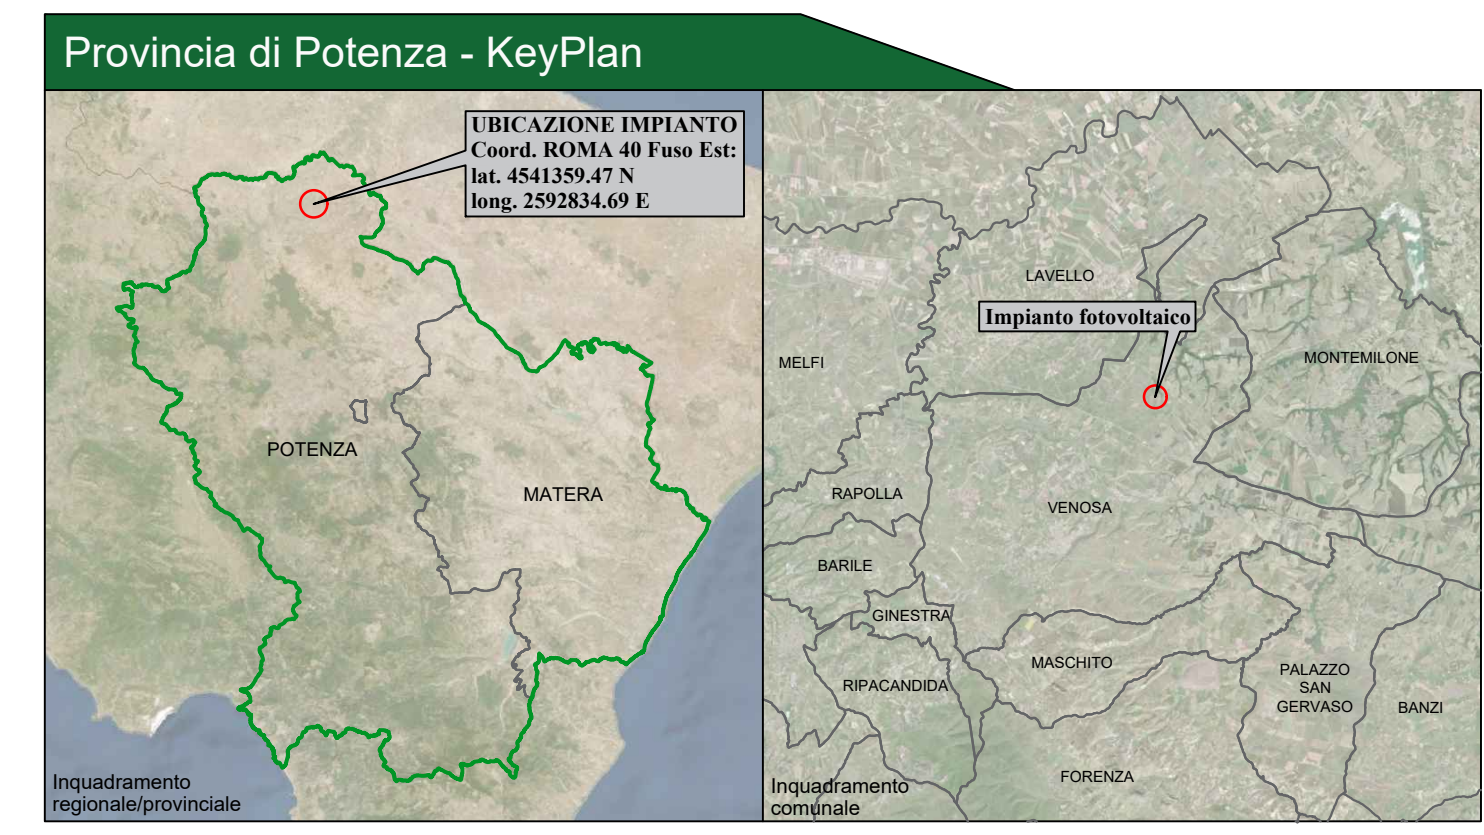 Provincia di Potenza - KeyPlan
UBICAZIONE IMPIANTO
Coord. ROMA 40 Fuso Est:
lat. 4541359.47 N
long. 2592834.69 E
POTENZA
MATERA
Inquadramento
regionale/provinciale
LAVELLO
Impianto fotovoltaico
MELFI
MONTEMILONE
RAPOLLA
VENOSA
BARILE
GINESTRA
MASCHITO
RIPACANDIDA
PALAZZO
SAN
GERVASO
BANZI
FORENZA
Inquadramento
comunale